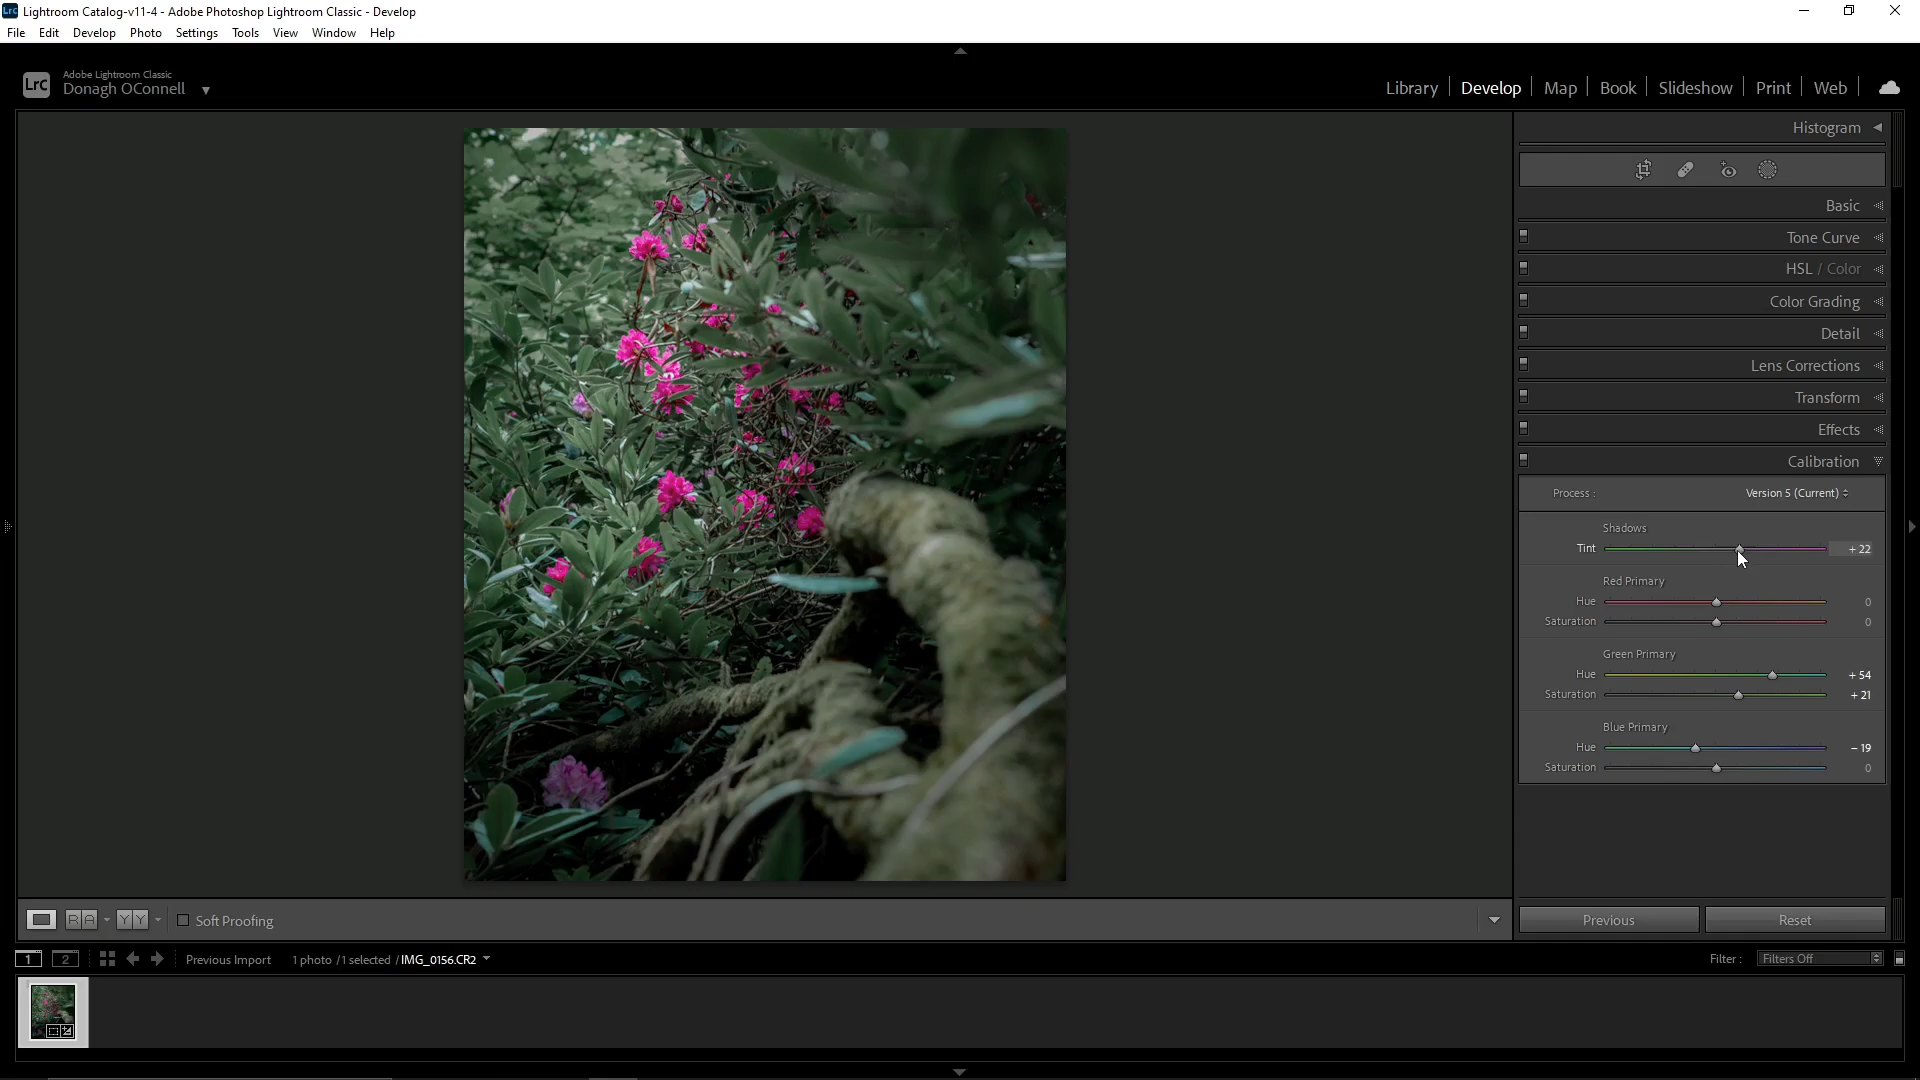 Lrc Lightroom Catalog-v11-4 - Adobe Photoshop Lightroom Classic - Develop
File Edit Develop Photo Settings Tools View Window Help
Lrc Adobe Lightroom Classic
Donagh OConnell
Library Develop Map Book Slideshow Print Web
Histogram
Basic
Tone Curve
HSL / Color
Color Grading
Detail
Lens Corrections
Transform
Effects
Calibration
Process : Version 5 (Current)
Shadows
Tint + 22
Red Primary
Hue 0
Saturation 0
Green Primary
Hue + 54
Saturation + 21
Blue Primary
Hue - 19
Saturation 0
R A Y Y Soft Proofing
Previous Reset
1 2 Previous Import 1 photo / 1 selected / IMG_0156.CR2 Filter : Filters Off